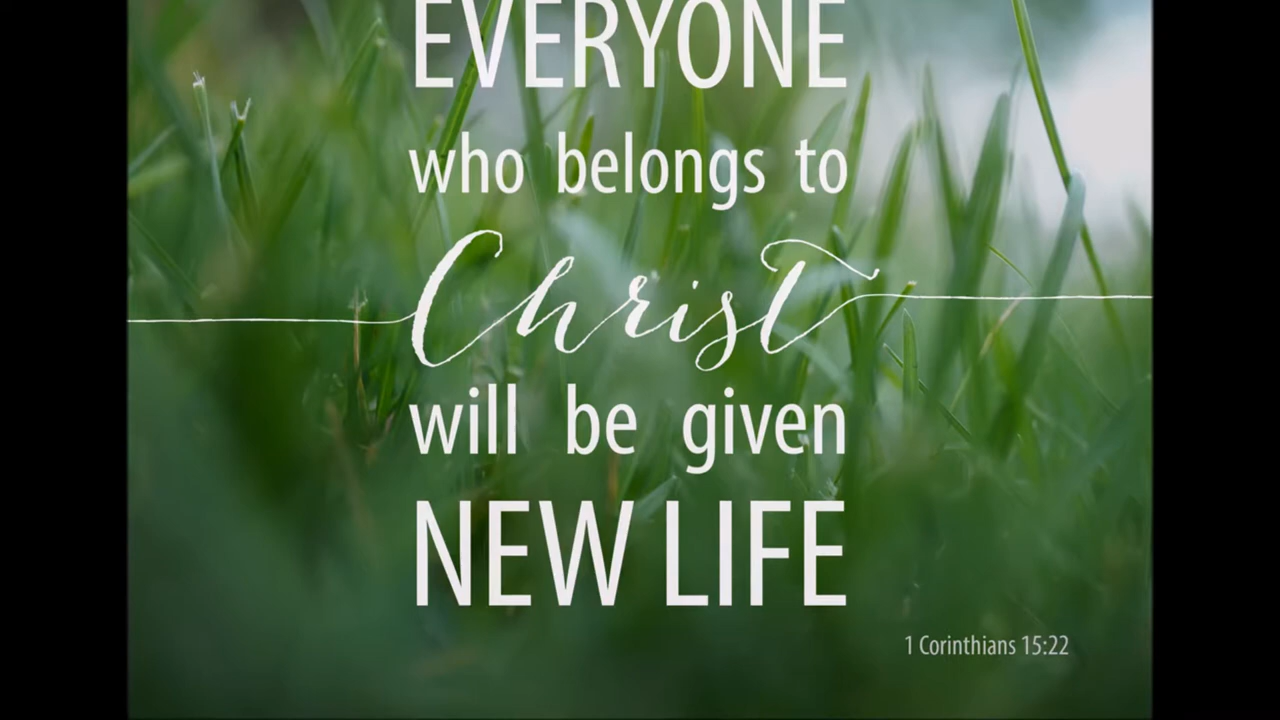 EVERYONE
who belongs to
Christ
will be given
NEW LIFE
1 Corinthians 15:22